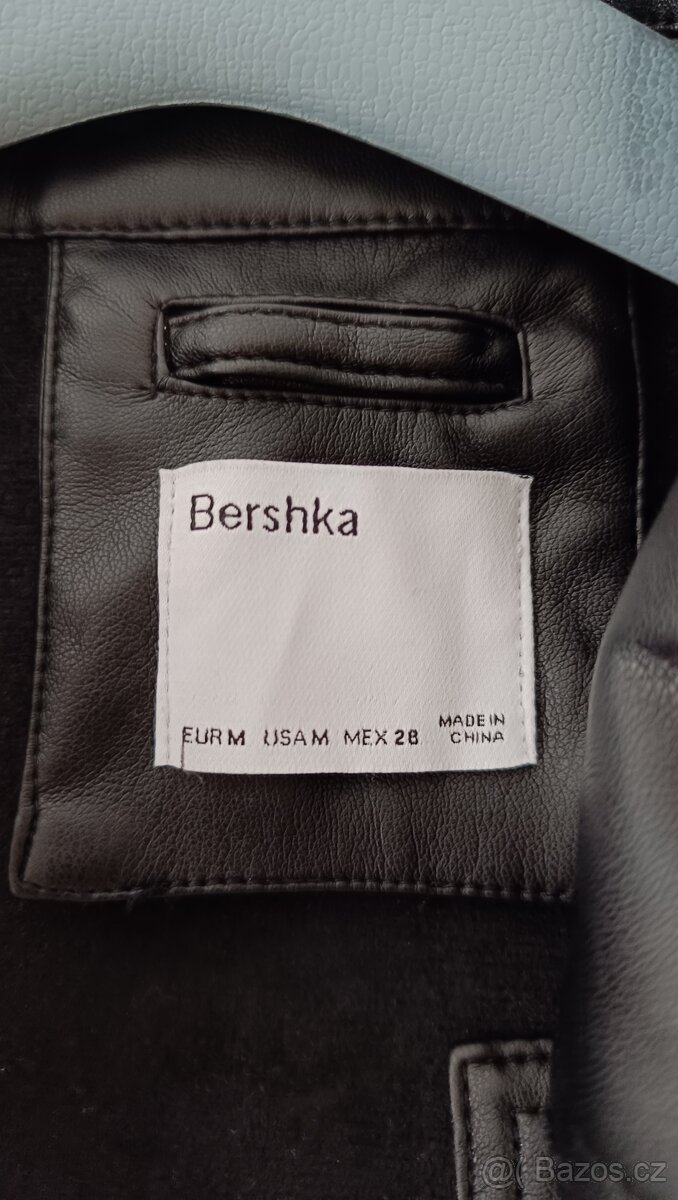 Bershka
EUR M USA M MEX 28 MADE IN
CHINA
@ Bazos.cz